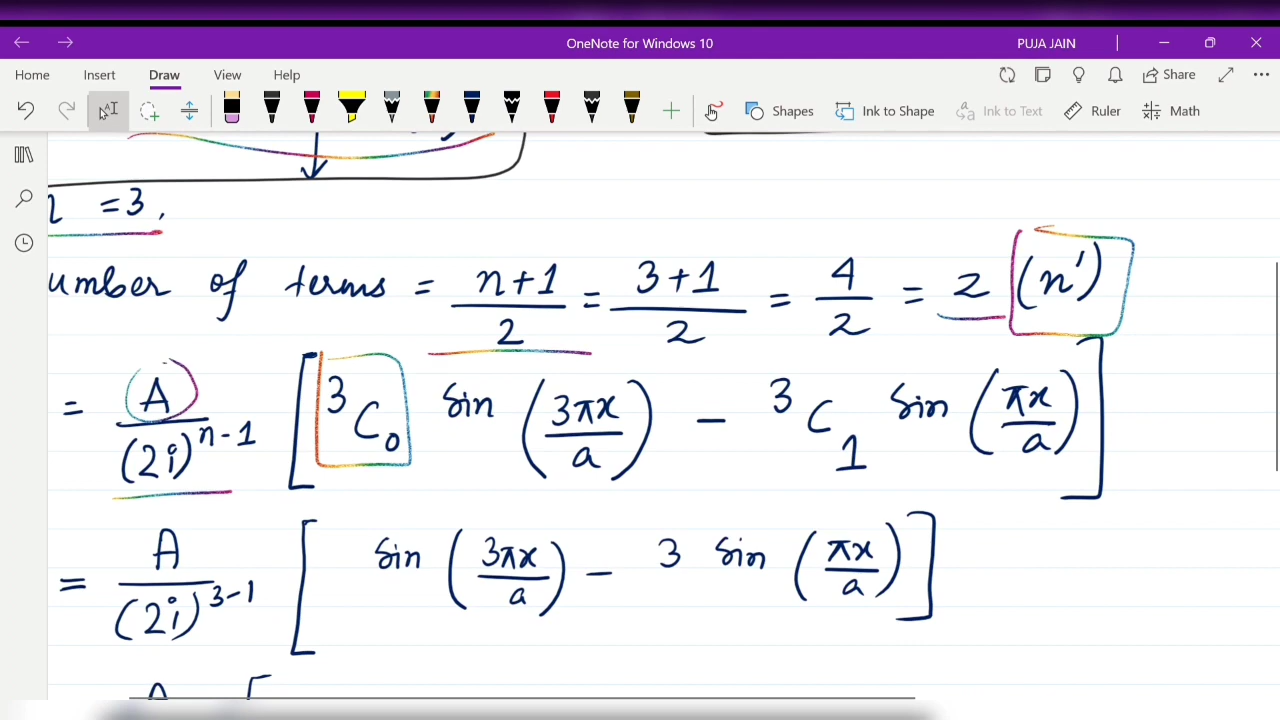 OneNote for Windows 10 PUJA JAIN
Home Insert Draw View Help Share
Shapes Ink to Shape Ink to Text Ruler Math
= 3,
umber of terms = n+1/2 = 3+1/2 = 4/2 = 2 (n')
= A/(2i)^n-1 [ ³C₀ sin (3πx/a) - ³C₁ sin (πx/a) ]
= A/(2i)^3-1 [ sin (3πx/a) - 3 sin (πx/a) ]